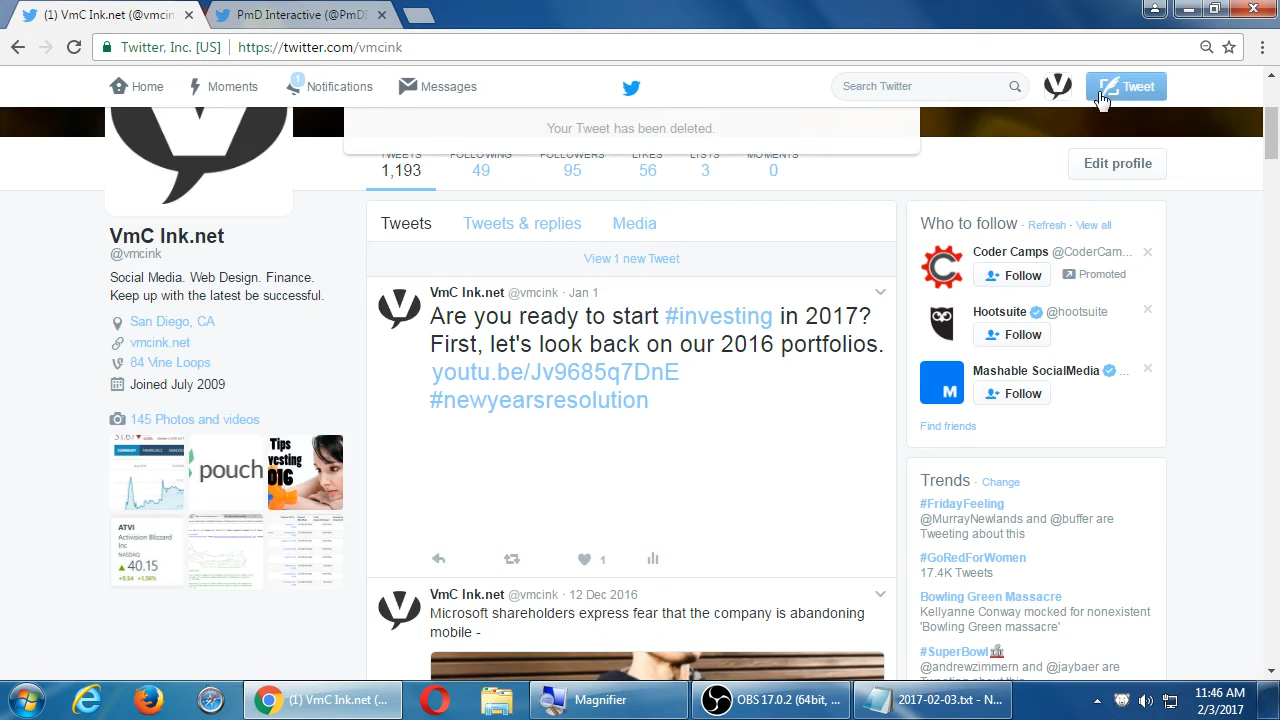 (1) VmC Ink.net (@vmcin
PmD Interactive (@PmDI
Twitter, Inc. [US]
https://twitter.com/vmcink
Home
Moments
1
Notifications
Messages
Search Twitter
Tweet
Your Tweet has been deleted.
TWEETS
FOLLOWING
FOLLOWERS
LIKES
LISTS
MOMENTS
1,193
49
95
56
3
0
Edit profile
VmC Ink.net
@vmcink
Social Media. Web Design. Finance.
Keep up with the latest be successful.
San Diego, CA
vmcink.net
84 Vine Loops
Joined July 2009
145 Photos and videos
SUMMARY
pouch
Tips
vesting
016
ATVI
Activision Blizzard
Inc
NASDAQ
40.15
Tweets
Tweets & replies
Media
View 1 new Tweet
VmC Ink.net @vmcink · Jan 1
Are you ready to start #investing in 2017?
First, let's look back on our 2016 portfolios.
youtu.be/Jv9685q7DnE
#newyearsresolution
1
VmC Ink.net @vmcink · 12 Dec 2016
Microsoft shareholders express fear that the company is abandoning
mobile -
Who to follow · Refresh · View all
Coder Camps @CoderCam...
Follow
Promoted
Hootsuite @hootsuite
Follow
M
Mashable SocialMedia ...
Follow
Find friends
Trends · Change
#FridayFeeling
@MurrayNewlands and @buffer are
Tweeting about this
#GoRedForWomen
17.4K Tweets
Bowling Green Massacre
Kellyanne Conway mocked for nonexistent
'Bowling Green massacre'
#SuperBowl
@andrewzimmern and @jaybaer are
Tweeting about this
(1) VmC Ink.net (...
Magnifier
OBS 17.0.2 (64bit, ...
2017-02-03.txt - N...
11:46 AM
2/3/2017